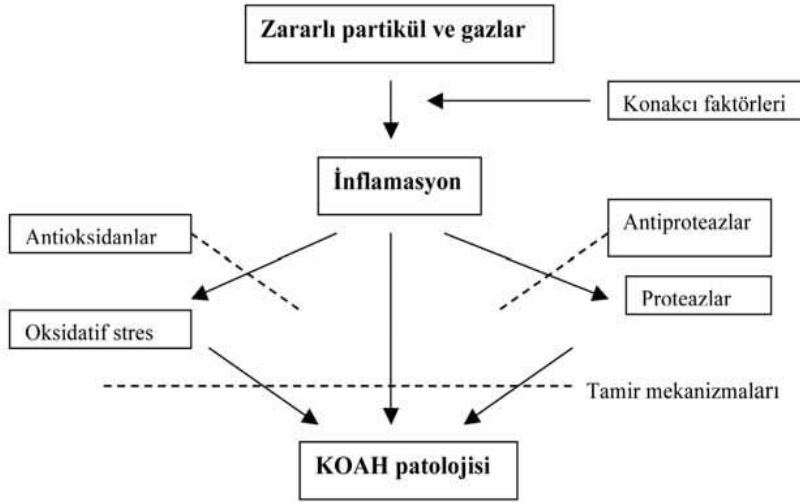 Zararlı partikül ve gazlar
Konakcı faktörleri
İnflamasyon
Antioksidanlar
Antiproteazlar
Proteazlar
Oksidatif stres
Tamir mekanizmaları
KOAH patolojisi